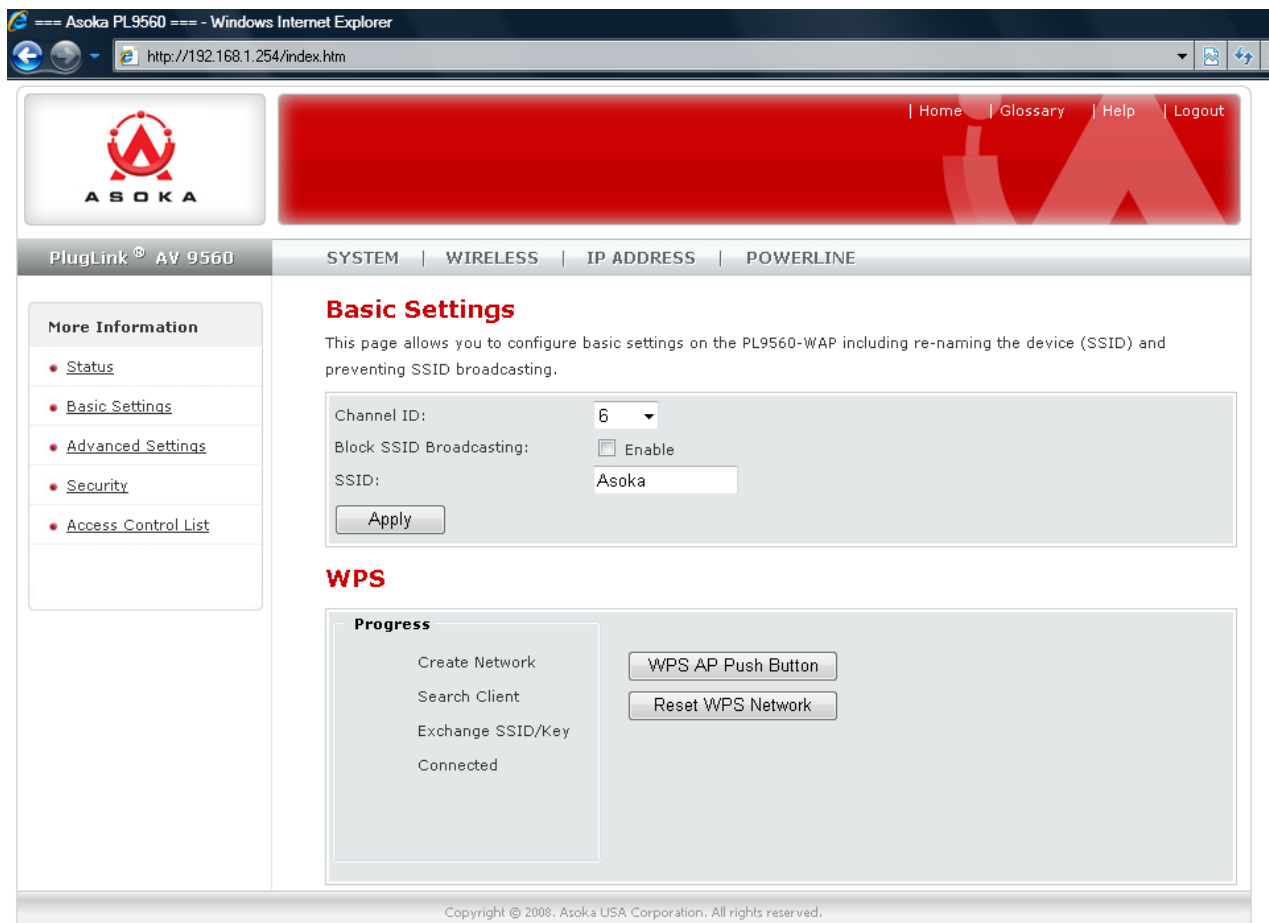 === Asoka PL9560 === - Windows Internet Explorer
http://192.168.1.254/index.htm
| Home | Glossary | Help | Logout
ASOKA
PlugLink ® AV 9560
SYSTEM | WIRELESS | IP ADDRESS | POWERLINE
More Information
Status
Basic Settings
Advanced Settings
Security
Access Control List
Basic Settings
This page allows you to configure basic settings on the PL9560-WAP including re-naming the device (SSID) and
preventing SSID broadcasting.
Channel ID: 6
Block SSID Broadcasting: Enable
SSID: Asoka
Apply
WPS
Progress
Create Network
Search Client
Exchange SSID/Key
Connected
WPS AP Push Button
Reset WPS Network
Copyright © 2008. Asoka USA Corporation. All rights reserved.